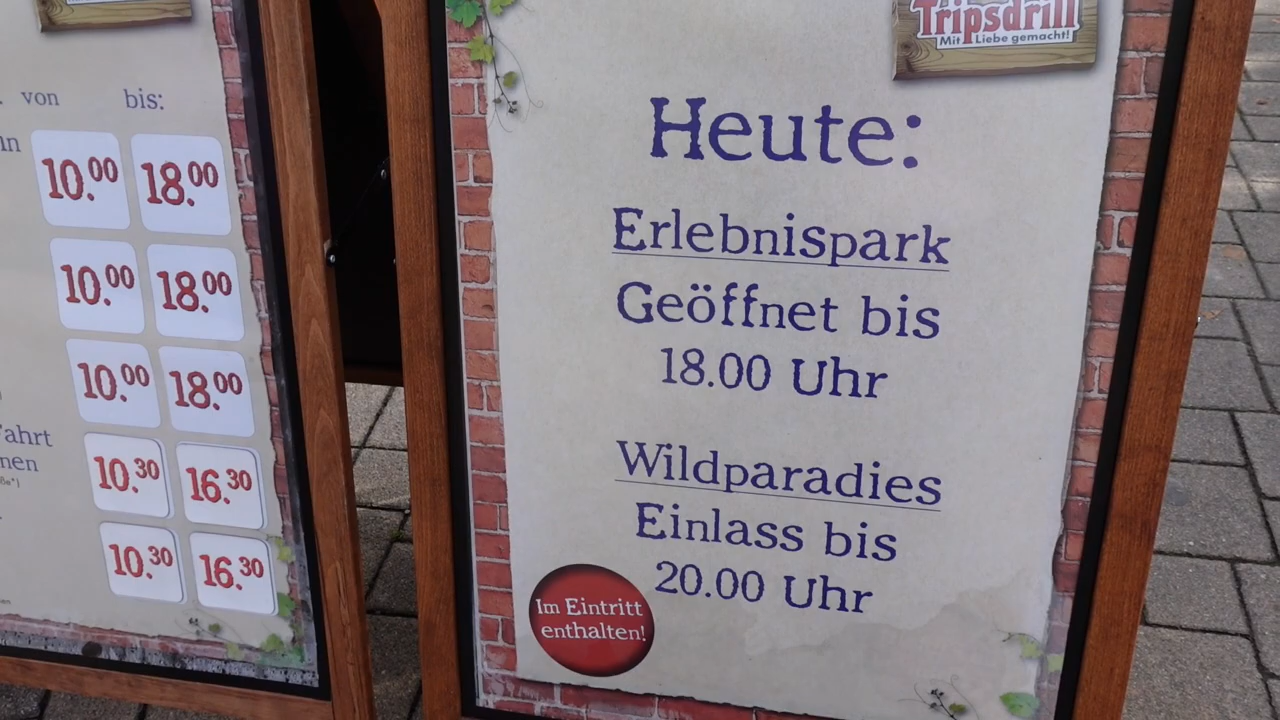 von bis:
10.00 18.00
10.00 18.00
10.00 18.00
10.30 16.30
10.30 16.30
Tripsdrill
Mit Liebe gemacht!
Heute:
Erlebnispark
Geöffnet bis
18.00 Uhr
Wildparadies
Einlass bis
20.00 Uhr
Im Eintritt
enthalten!